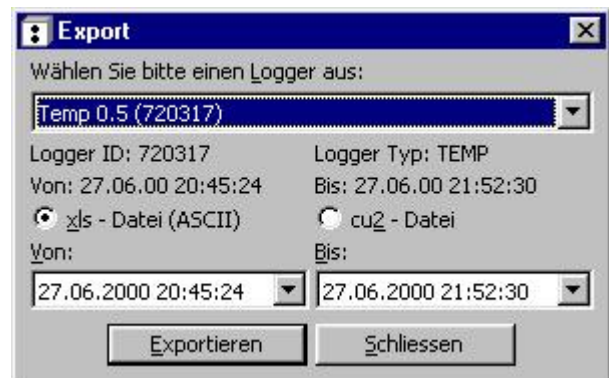 Export
Wählen Sie bitte einen Logger aus:
Temp 0.5 (720317)
Logger ID: 720317 Logger Typ: TEMP
Von: 27.06.00 20:45:24 Bis: 27.06.00 21:52:30
xls - Datei (ASCII) cu2 - Datei
Von: Bis:
27.06.2000 20:45:24 27.06.2000 21:52:30
Exportieren Schliessen